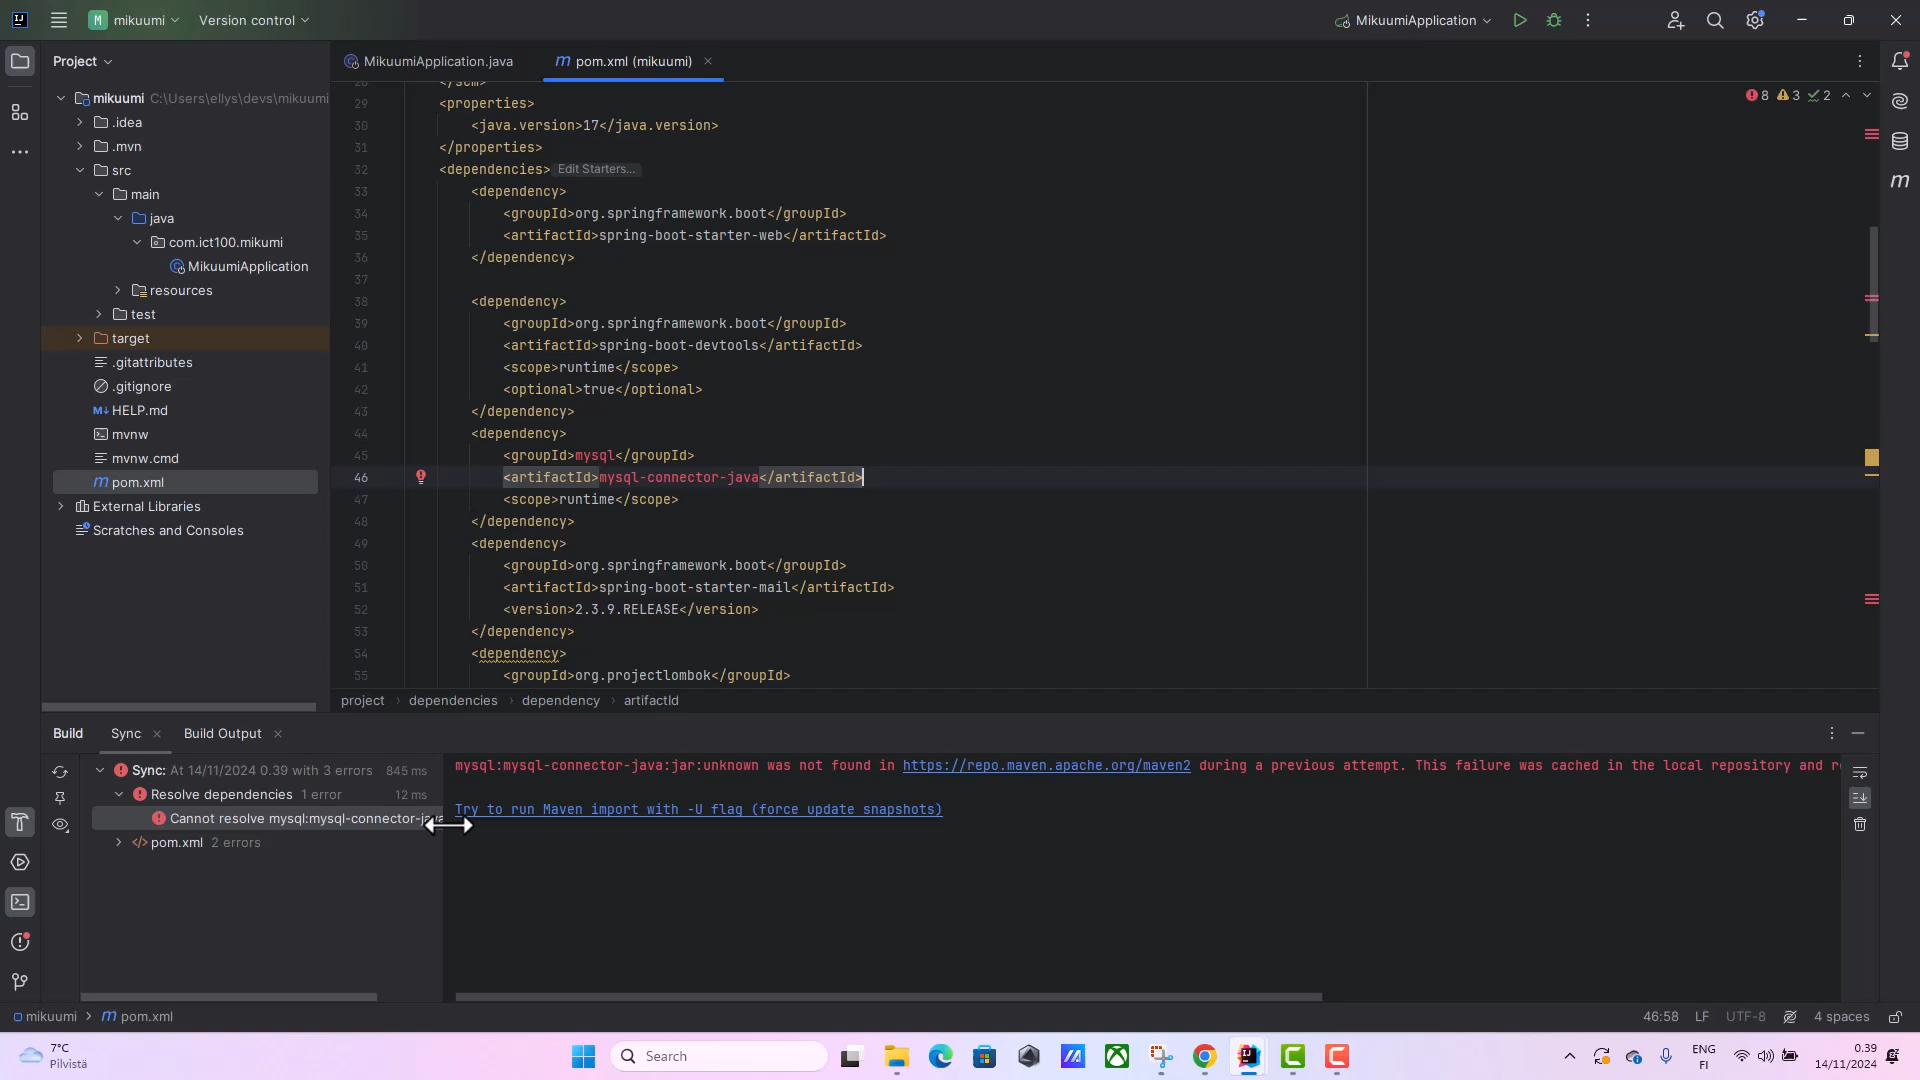 mikuumi
Version control
MikuumiApplication
Project
MikuumiApplication.java
pom.xml (mikuumi)
mikuumi C:\Users\ellys\devs\mikuumi
.idea
.mvn
src
main
java
com.ict100.mikumi
MikuumiApplication
resources
test
target
.gitattributes
.gitignore
HELP.md
mvnw
mvnw.cmd
pom.xml
External Libraries
Scratches and Consoles
8 3 2
29 <properties>
30 <java.version>17</java.version>
31 </properties>
32 <dependencies> Edit Starters...
33 <dependency>
34 <groupId>org.springframework.boot</groupId>
35 <artifactId>spring-boot-starter-web</artifactId>
36 </dependency>
37
38 <dependency>
39 <groupId>org.springframework.boot</groupId>
40 <artifactId>spring-boot-devtools</artifactId>
41 <scope>runtime</scope>
42 <optional>true</optional>
43 </dependency>
44 <dependency>
45 <groupId>mysql</groupId>
46 <artifactId>mysql-connector-java</artifactId>
47 <scope>runtime</scope>
48 </dependency>
49 <dependency>
50 <groupId>org.springframework.boot</groupId>
51 <artifactId>spring-boot-starter-mail</artifactId>
52 <version>2.3.9.RELEASE</version>
53 </dependency>
54 <dependency>
55 <groupId>org.projectlombok</groupId>
project > dependencies > dependency > artifactId
Build Sync Build Output
Sync: At 14/11/2024 0.39 with 3 errors 845 ms
Resolve dependencies 1 error 12 ms
Cannot resolve mysql:mysql-connector-java
pom.xml 2 errors
mysql:mysql-connector-java:jar:unknown was not found in https://repo.maven.apache.org/maven2 during a previous attempt. This failure was cached in the local repository and
Try to run Maven import with -U flag (force update snapshots)
mikuumi > pom.xml
46:58 LF UTF-8 4 spaces
7°C
Pilvistä
Search
ENG
FI
0.39
14/11/2024